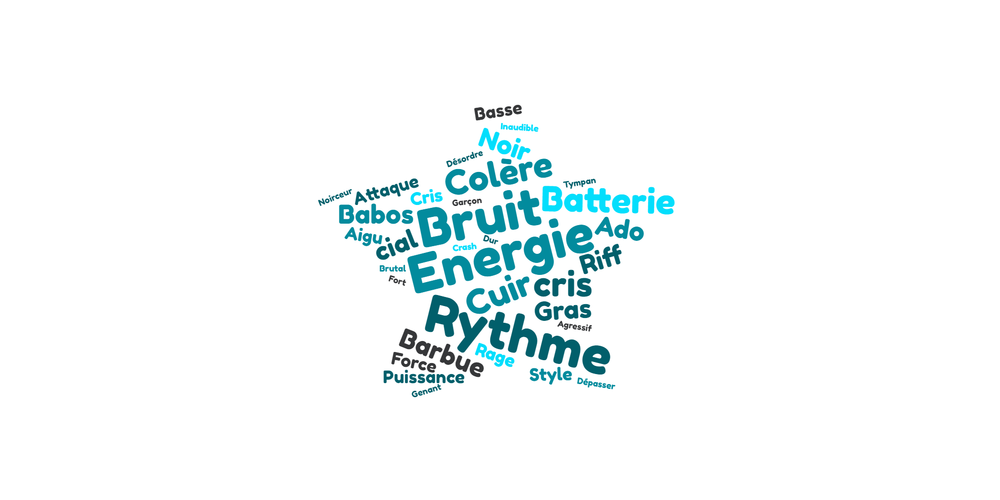 Basse
Inaudible
Noir
Désordre
Colère
Tympan
Noirceur
Attaque
Cris
Garçon
Batterie
Babos
Bruit
Aigu
cial
Dur
Ado
Crash
Energie
Riff
Brutal
Fort
Cuir
cris
Gras
Rythme
Agressif
Barbue
Rage
Force
Puissance
Style
Dépasser
Genant